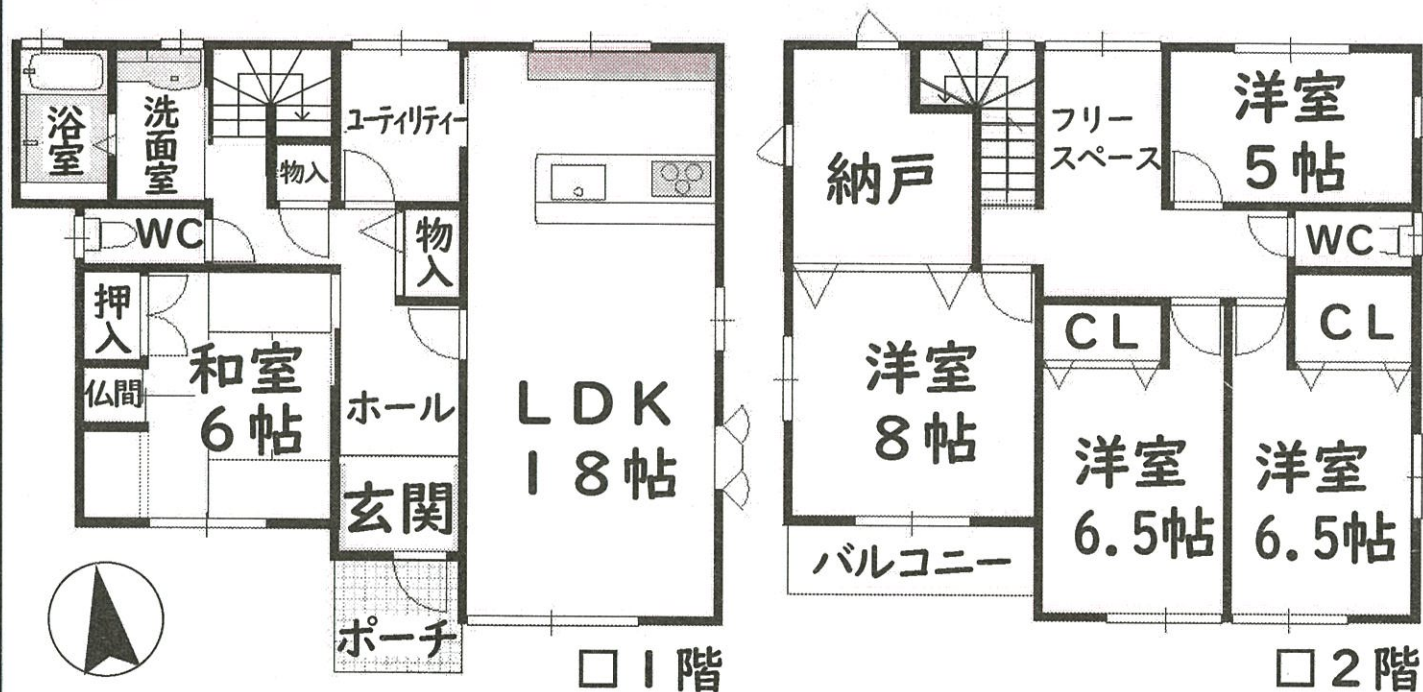 浴室
洗面室
ユーティリティー
物入
WC
物入
押入
仏間
和室
6帖
ホール
LDK
18帖
玄関
ポーチ
□1階
納戸
フリー
スペース
洋室
5帖
WC
洋室
8帖
CL
CL
洋室
6.5帖
洋室
6.5帖
バルコニー
□2階